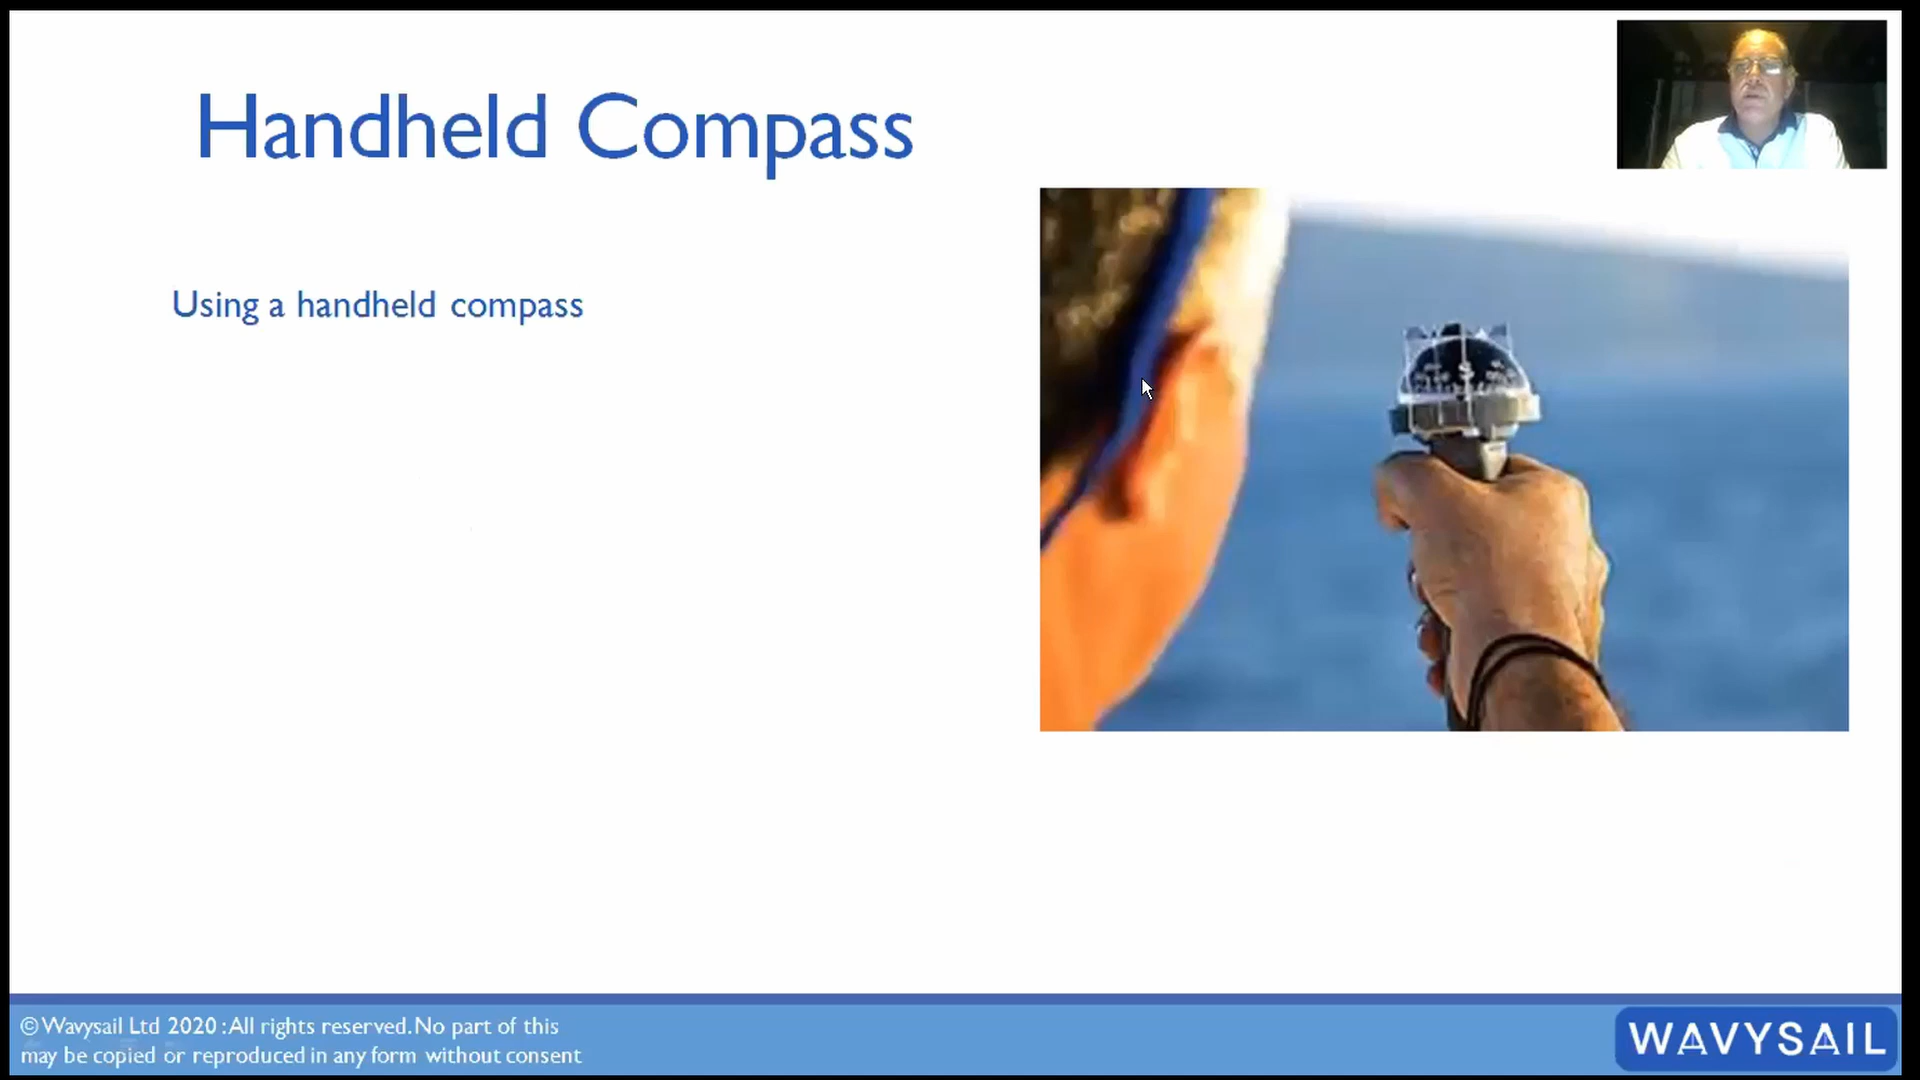 Handheld Compass
Using a handheld compass
S
© Wavysail Ltd 2020 : All rights reserved. No part of this
may be copied or reproduced in any form without consent
WAVYSAIL